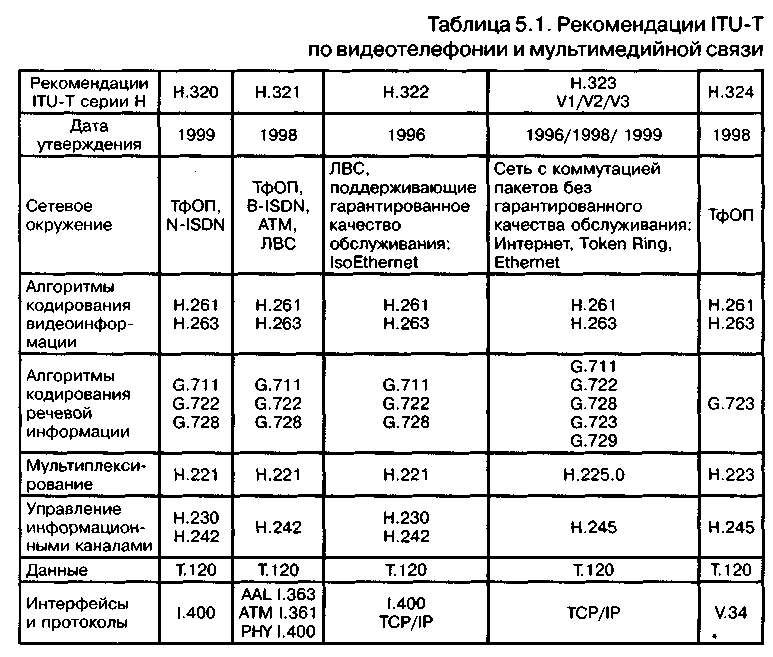 Таблица 5.1. Рекомендации ITU-T
по видеотелефонии и мультимедийной связи
Рекомендации
ITU-T серии H
H.320
H.321
H.322
H.323
V1/V2/V3
H.324
Дата
утверждения
1999
1998
1996
1996/1998/ 1999
1998
Сетевое
окружение
ТфОП,
N-ISDN
ТфОП,
B-ISDN,
ATM,
ЛВС
ЛВС,
поддерживающие
гарантированное
качество
обслуживания:
IsoEthernet
Сеть с коммутацией
пакетов без
гарантированного
качества обслуживания:
Интернет, Token Ring,
Ethernet
ТфОП
Алгоритмы
кодирования
видеоинфор-
мации
H.261
H.263
H.261
H.263
H.261
H.263
H.261
H.263
H.261
H.263
Алгоритмы
кодирования
речевой
информации
G.711
G.722
G.728
G.711
G.722
G.728
G.711
G.722
G.728
G.711
G.722
G.728
G.723
G.729
G.723
Мультиплекси-
рование
H.221
H.221
H.221
H.225.0
H.223
Управление
информацион-
ными каналами
H.230
H.242
H.242
H.230
H.242
H.245
H.245
Данные
T.120
T.120
T.120
T.120
T.120
Интерфейсы
и протоколы
I.400
AAL I.363
ATM I.361
PHY I.400
I.400
TCP/IP
TCP/IP
V.34